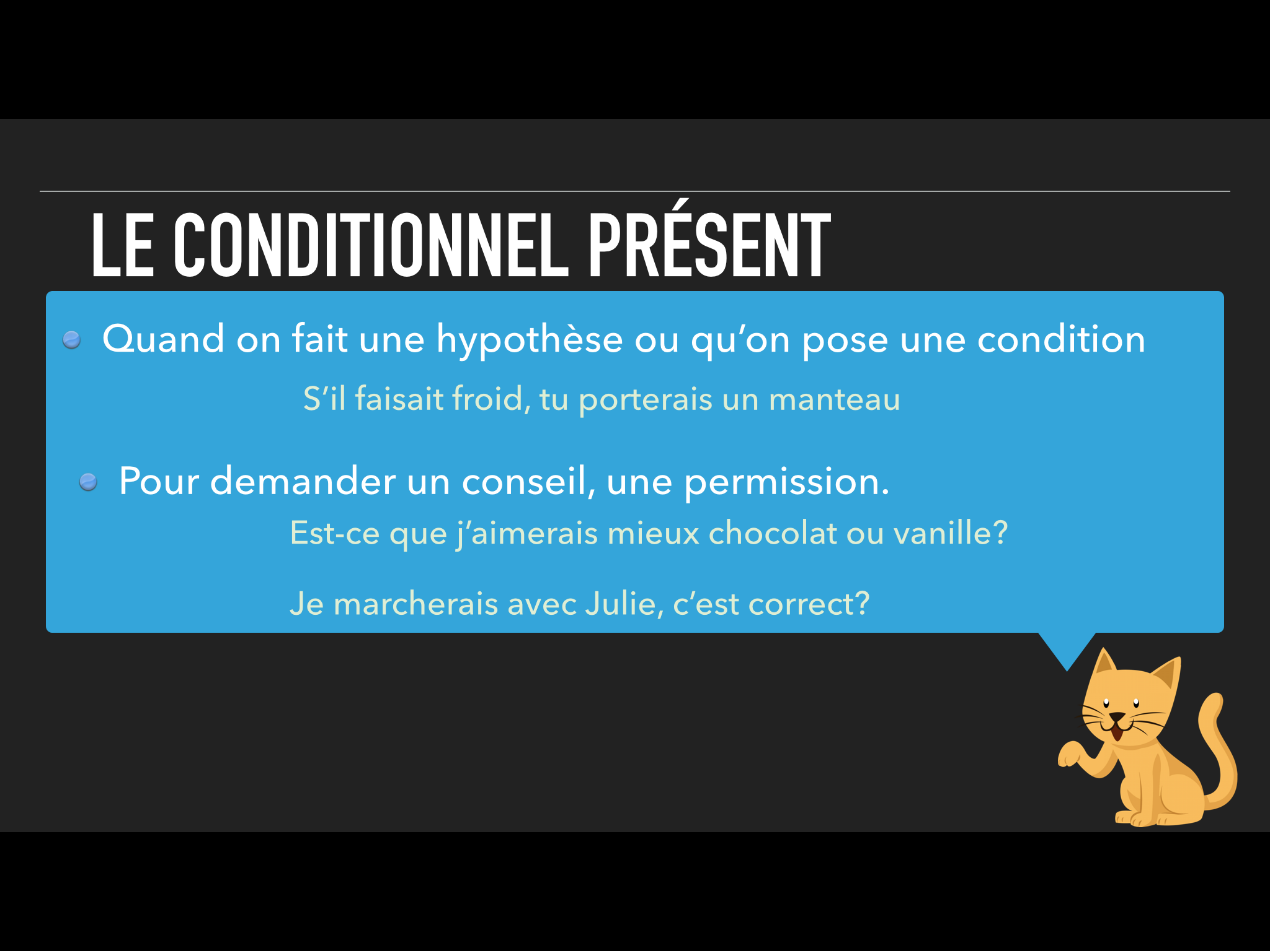 LE CONDITIONNEL PRÉSENT
Quand on fait une hypothèse ou qu’on pose une condition
S’il faisait froid, tu porterais un manteau
Pour demander un conseil, une permission.
Est-ce que j’aimerais mieux chocolat ou vanille?
Je marcherais avec Julie, c’est correct?